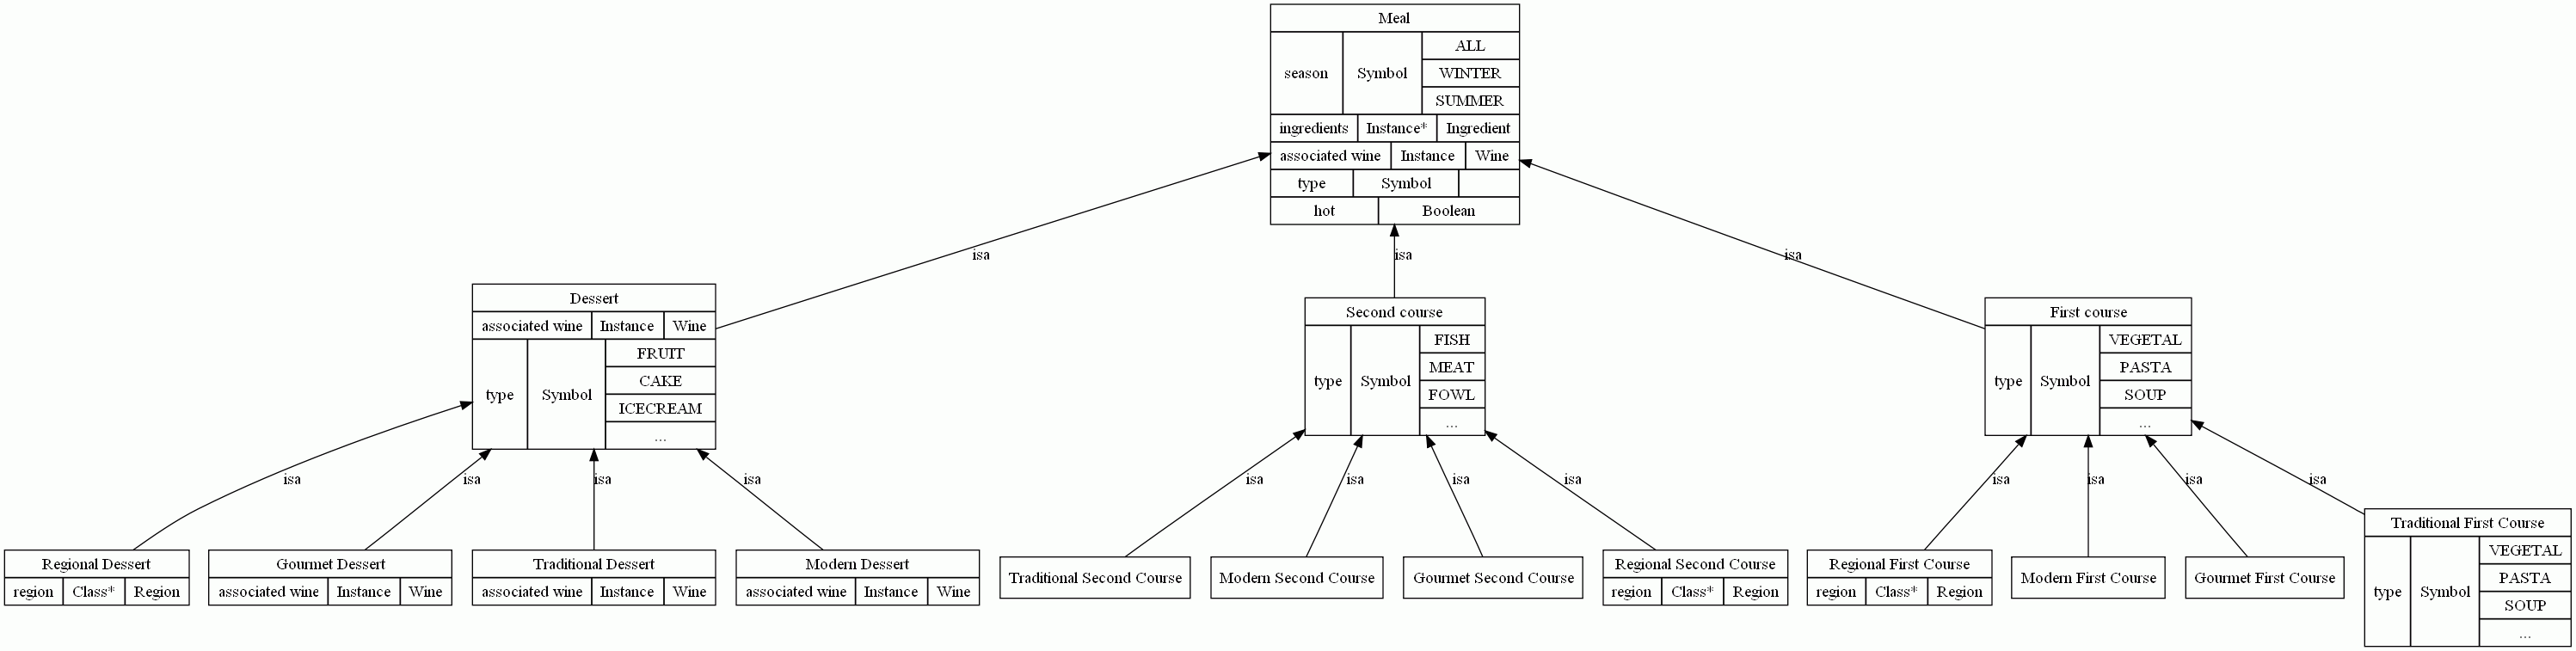 Meal
season Symbol ALL
WINTER
SUMMER
ingredients Instance* Ingredient
associated wine Instance Wine
type Symbol
hot Boolean
isa isa isa
Dessert
associated wine Instance Wine
type Symbol FRUIT
CAKE
ICECREAM
...
Second course
type Symbol FISH
MEAT
FOWL
...
First course
type Symbol VEGETAL
PASTA
SOUP
...
isa isa isa isa isa isa isa isa isa isa isa isa
Regional Dessert
region Class* Region
Gourmet Dessert
associated wine Instance Wine
Traditional Dessert
associated wine Instance Wine
Modern Dessert
associated wine Instance Wine
Traditional Second Course
Modern Second Course
Gourmet Second Course
Regional Second Course
region Class* Region
Regional First Course
region Class* Region
Modern First Course
Gourmet First Course
Traditional First Course
type Symbol VEGETAL
PASTA
SOUP
...